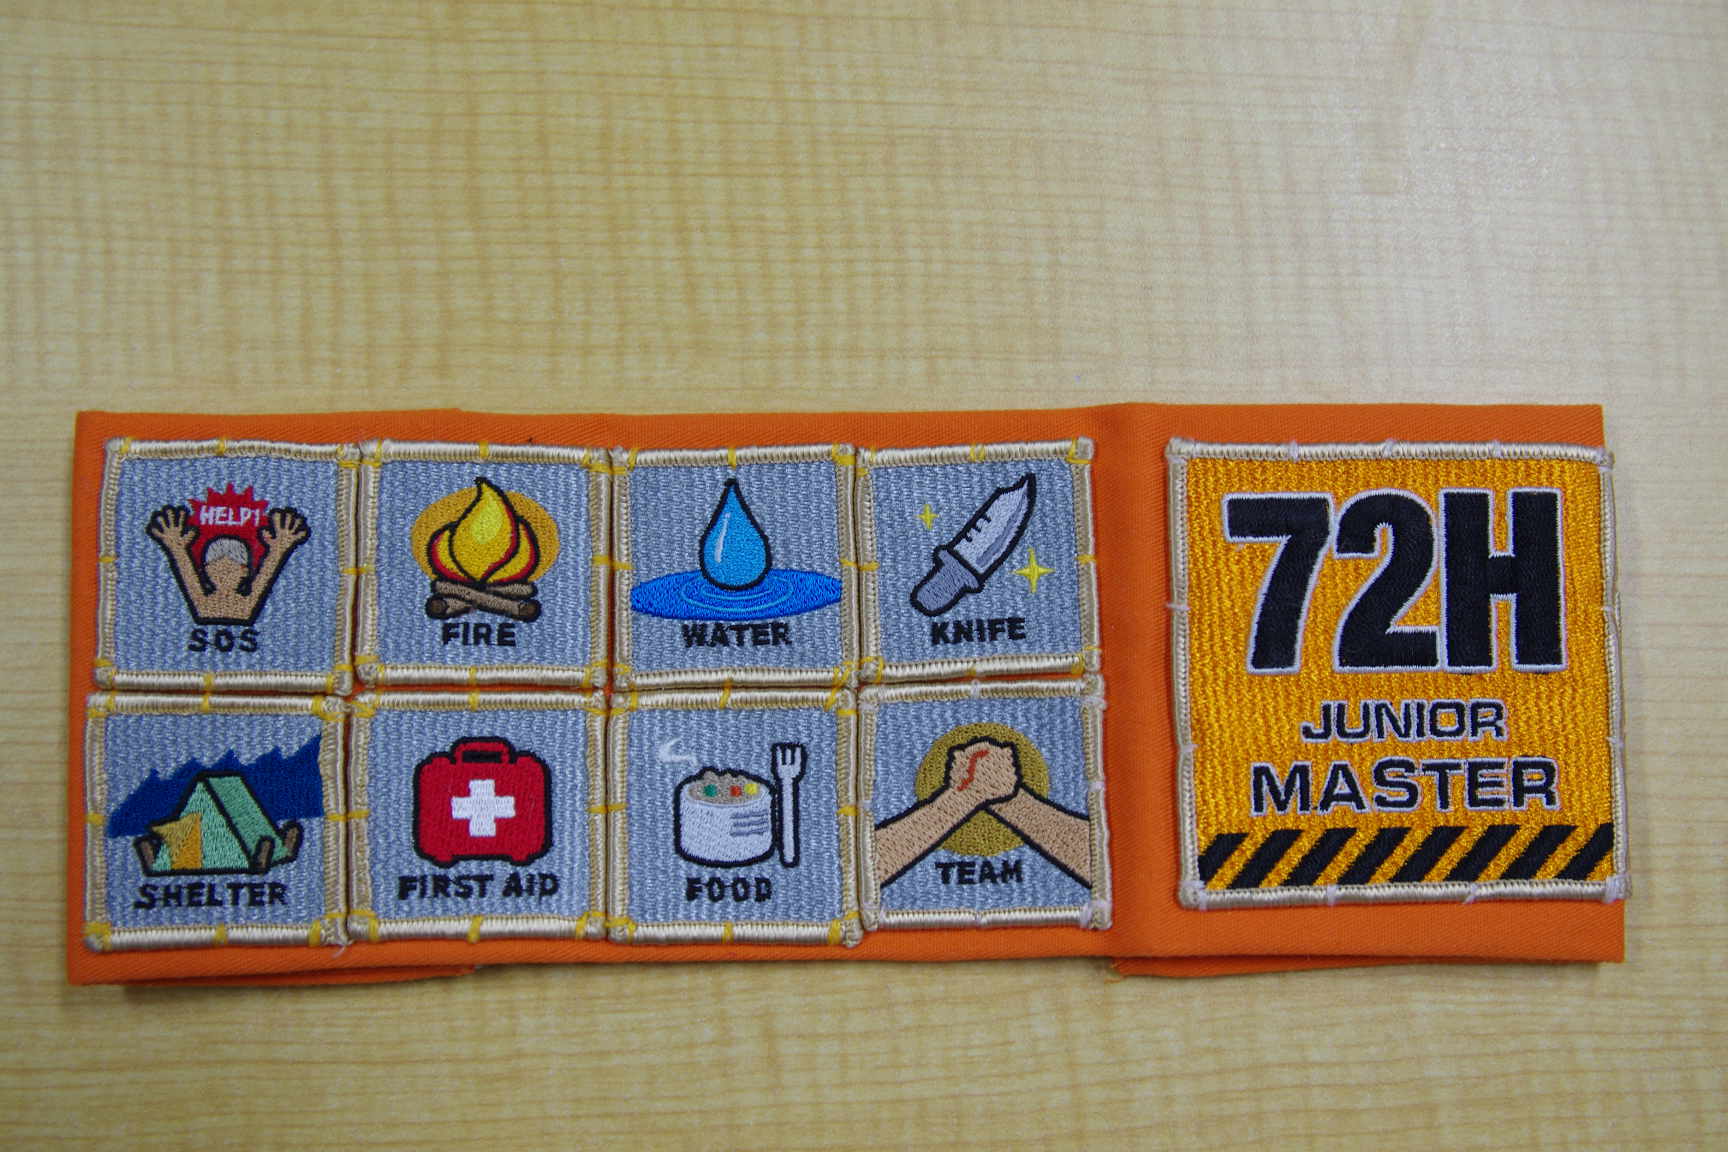 HELP!
SOS
FIRE
WATER
KNIFE
SHELTER
FIRST AID
FOOD
TEAM
72H
JUNIOR
MASTER